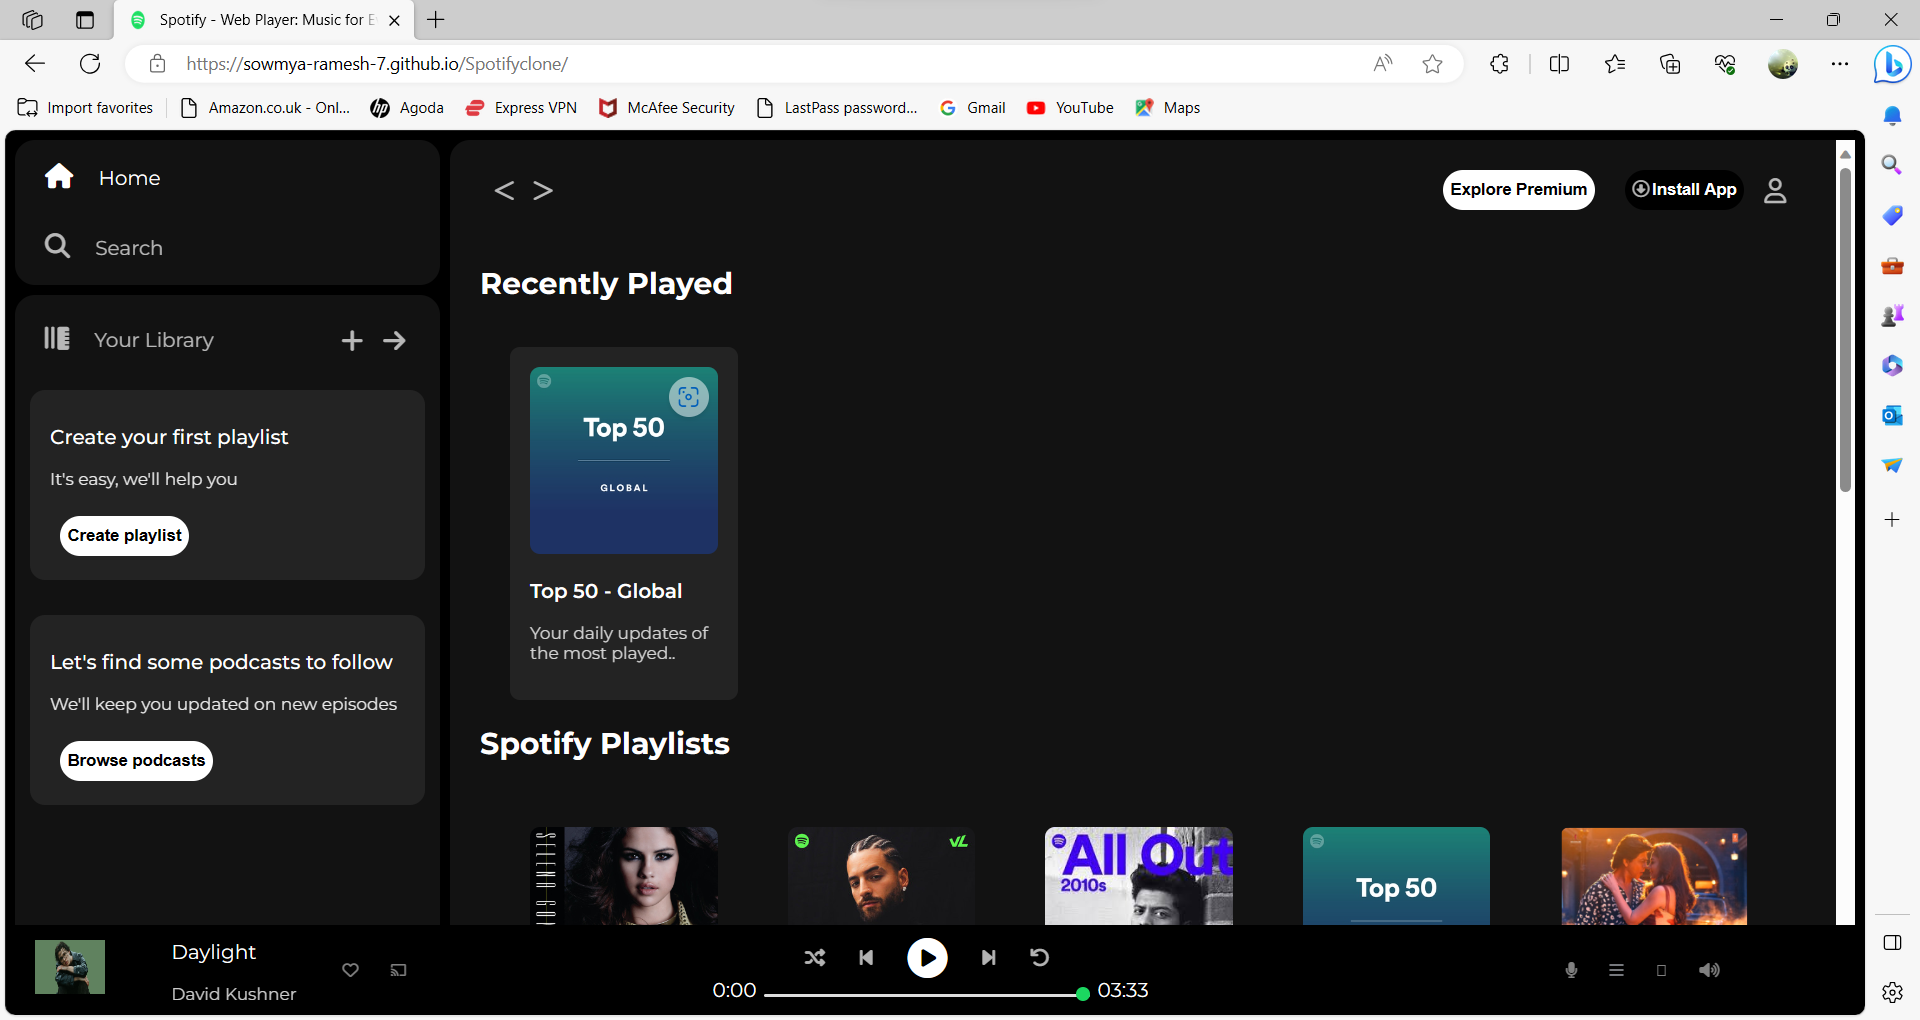 Spotify - Web Player: Music for E
https://sowmya-ramesh-7.github.io/Spotifyclone/
Import favorites
Amazon.co.uk - Onl...
Agoda
Express VPN
McAfee Security
LastPass password...
Gmail
YouTube
Maps
Home
Search
Your Library
Create your first playlist
It's easy, we'll help you
Create playlist
Let's find some podcasts to follow
We'll keep you updated on new episodes
Browse podcasts
< >
Explore Premium
Install App
Recently Played
Top 50
GLOBAL
Top 50 - Global
Your daily updates of
the most played..
Spotify Playlists
VL
All Out
2010s
Top 50
Daylight
David Kushner
0:00
03:33